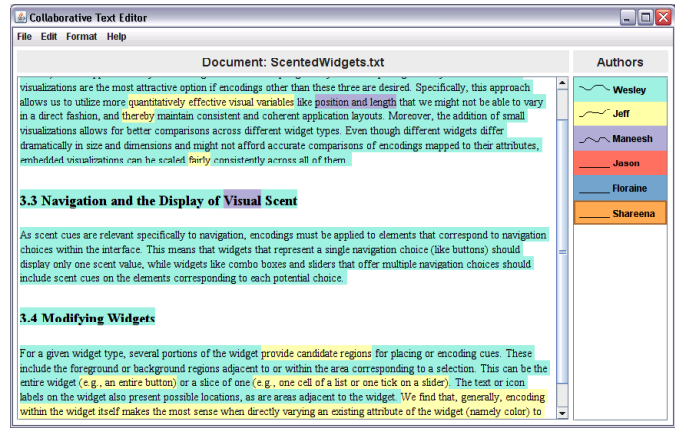 Collaborative Text Editor
File Edit Format Help
Document: ScentedWidgets.txt
Authors
visualizations are the most attractive option if encodings other than these three are desired. Specifically, this approach
allows us to utilize more quantitatively effective visual variables like position and length that we might not be able to vary
in a direct fashion, and thereby maintain consistent and coherent application layouts. Moreover, the addition of small
visualizations allows for better comparisons across different widget types. Even though different widgets differ
dramatically in size and dimensions and might not afford accurate comparisons of encodings mapped to their attributes,
embedded visualizations can be scaled fairly consistently across all of them.
3.3 Navigation and the Display of Visual Scent
As scent cues are relevant specifically to navigation, encodings must be applied to elements that correspond to navigation
choices within the interface. This means that widgets that represent a single navigation choice (like buttons) should
display only one scent value, while widgets like combo boxes and sliders that offer multiple navigation choices should
include scent cues on the elements corresponding to each potential choice.
3.4 Modifying Widgets
For a given widget type, several portions of the widget provide candidate regions for placing or encoding cues. These
include the foreground or background regions adjacent to or within the area corresponding to a selection. This can be the
entire widget (e.g., an entire button) or a slice of one (e.g., one cell of a list or one tick on a slider). The text or icon
labels on the widget also present possible locations, as are areas adjacent to the widget. We find that, generally, encoding
within the widget itself makes the most sense when directly varying an existing attribute of the widget (namely color) to
Wesley
Jeff
Maneesh
Jason
Floraine
Shareena